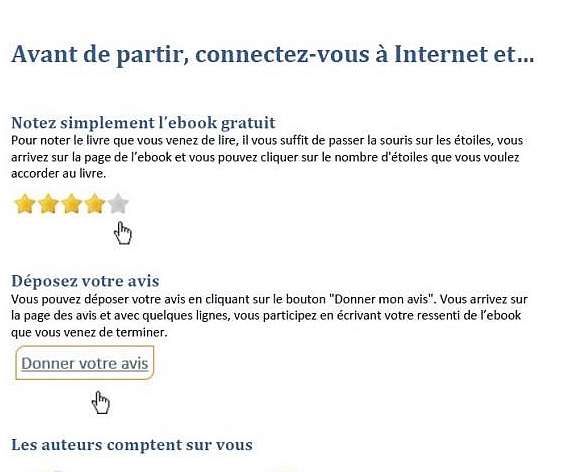 Avant de partir, connectez-vous à Internet et...
Notez simplement l'ebook gratuit
Pour noter le livre que vous venez de lire, il vous suffit de passer la souris sur les étoiles, vous
arrivez sur la page de l'ebook et vous pouvez cliquer sur le nombre d'étoiles que vous voulez
accorder au livre.
Déposez votre avis
Vous pouvez déposer votre avis en cliquant sur le bouton "Donner mon avis". Vous arrivez sur
la page des avis et avec quelques lignes, vous participez en écrivant votre ressenti de l'ebook
que vous venez de terminer.
Donner votre avis
Les auteurs comptent sur vous